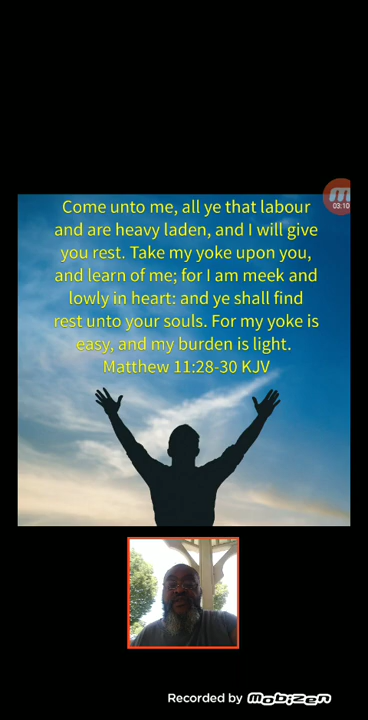 03:10
Come unto me, all ye that labour
and are heavy laden, and I will give
you rest. Take my yoke upon you,
and learn of me; for I am meek and
lowly in heart: and ye shall find
rest unto your souls. For my yoke is
easy, and my burden is light.
Matthew 11:28-30 KJV
Recorded by mobizen